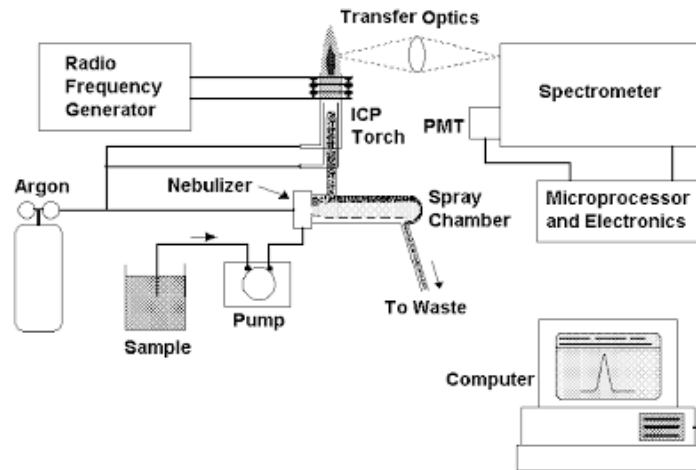 Transfer Optics
Radio
Frequency
Generator
ICP
Torch
Spectrometer
PMT
Argon
Nebulizer
Spray
Chamber
Microprocessor
and Electronics
To Waste
Pump
Sample
Computer